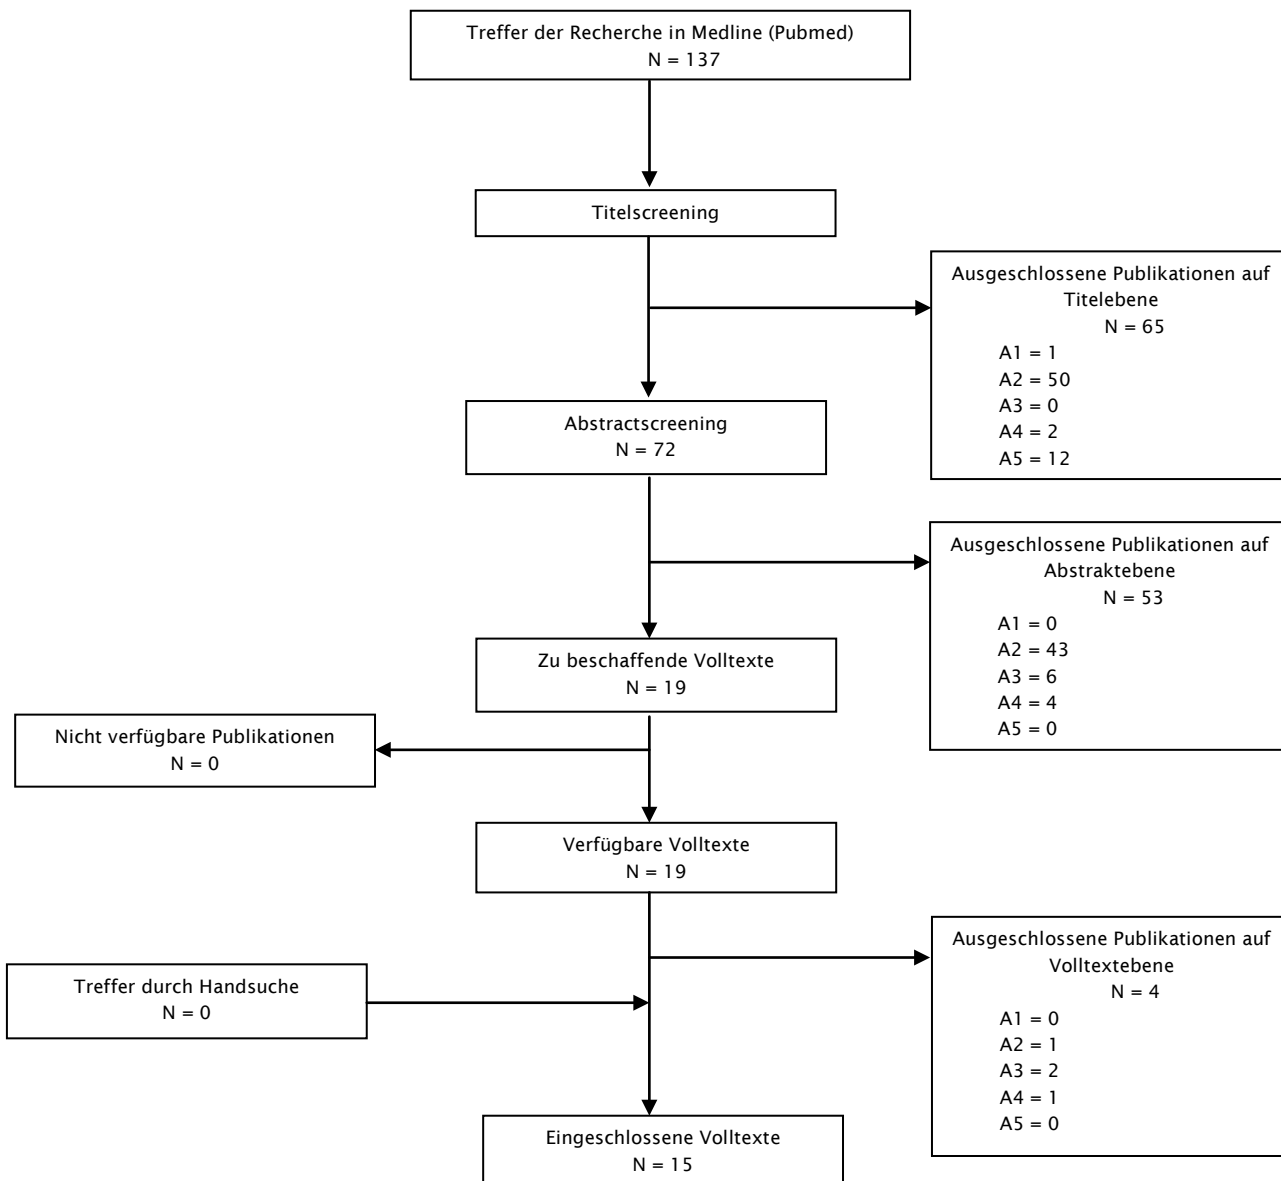 Treffer der Recherche in Medline (Pubmed)
N = 137
Titelscreening
Ausgeschlossene Publikationen auf
Titelebene
N = 65
A1 = 1
A2 = 50
A3 = 0
A4 = 2
A5 = 12
Abstractscreening
N = 72
Ausgeschlossene Publikationen auf
Abstraktebene
N = 53
A1 = 0
A2 = 43
A3 = 6
A4 = 4
A5 = 0
Zu beschaffende Volltexte
N = 19
Nicht verfügbare Publikationen
N = 0
Verfügbare Volltexte
N = 19
Ausgeschlossene Publikationen auf
Volltextebene
N = 4
A1 = 0
A2 = 1
A3 = 2
A4 = 1
A5 = 0
Treffer durch Handsuche
N = 0
Eingeschlossene Volltexte
N = 15